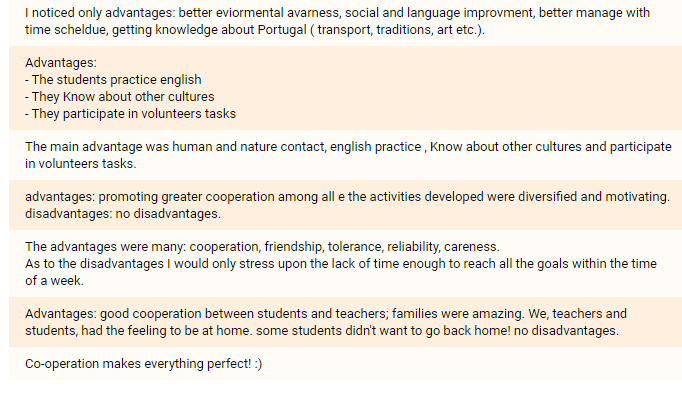 I noticed only advantages: better eviormental avarness, social and language improvment, better manage with
time scheldue, getting knowledge about Portugal ( transport, traditions, art etc.).
Advantages:
- The students practice english
- They Know about other cultures
- They participate in volunteers tasks
The main advantage was human and nature contact, english practice , Know about other cultures and participate
in volunteers tasks.
advantages: promoting greater cooperation among all e the activities developed were diversified and motivating.
disadvantages: no disadvantages.
The advantages were many: cooperation, friendship, tolerance, reliability, careness.
As to the disadvantages I would only stress upon the lack of time enough to reach all the goals within the time
of a week.
Advantages: good cooperation between students and teachers; families were amazing. We, teachers and
students, had the feeling to be at home. some students didn't want to go back home! no disadvantages.
Co-operation makes everything perfect! :)